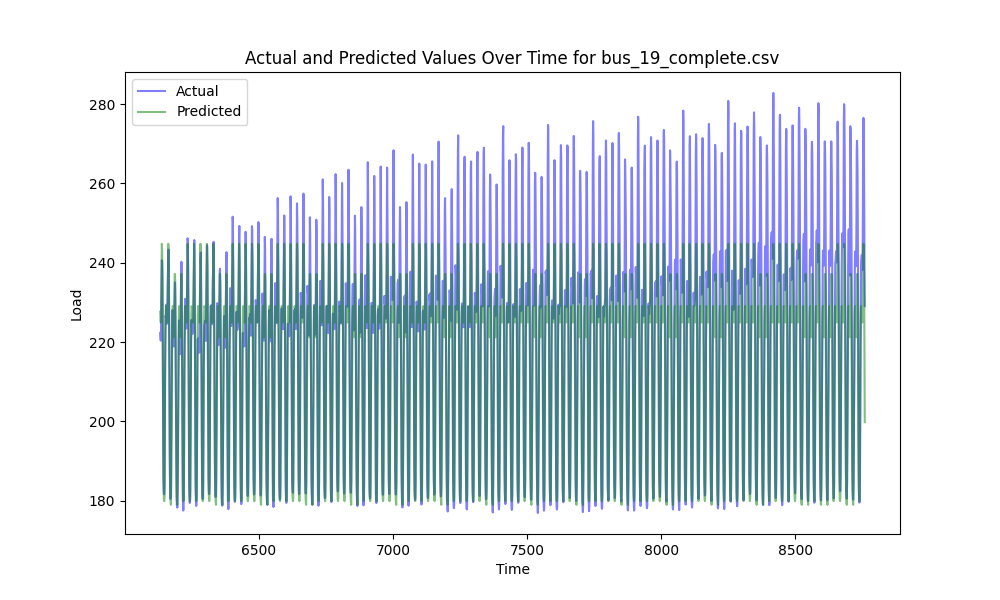 Actual and Predicted Values Over Time for bus_19_complete.csv
Actual
Predicted
280
260
240
220
200
180
Load
6500 7000 7500 8000 8500
Time